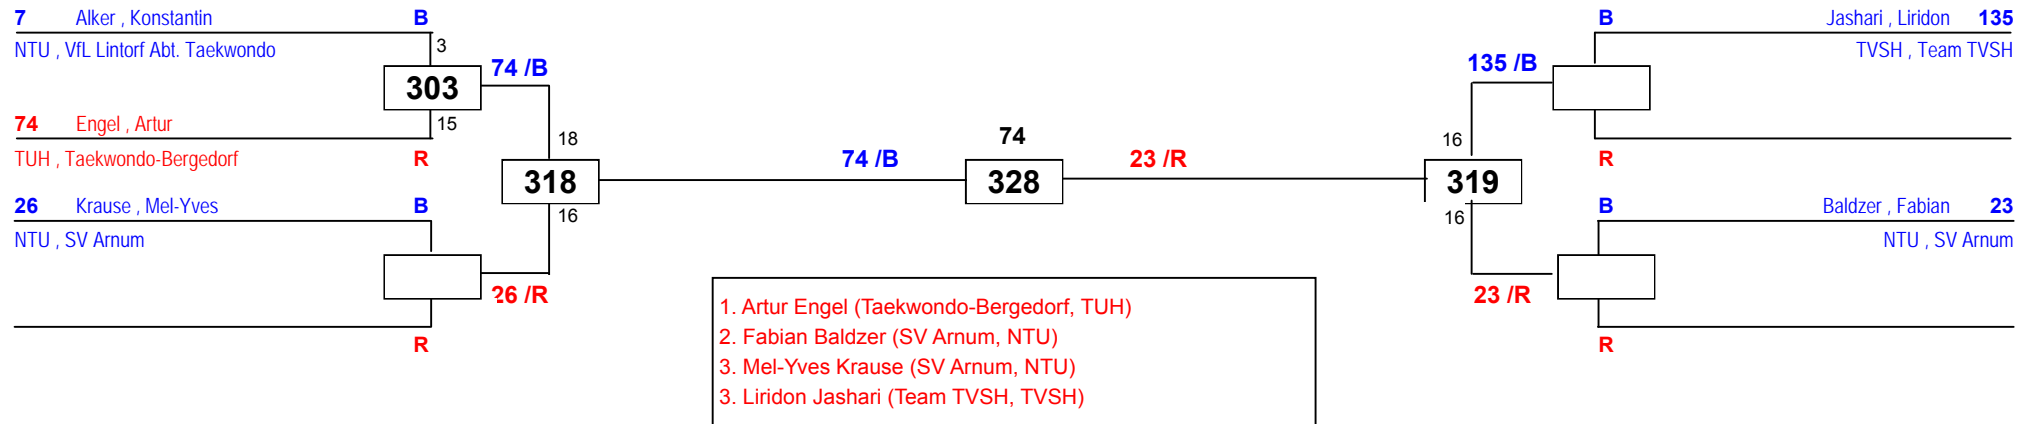 7 Alker , Konstantin B
NTU , VfL Lintorf Abt. Taekwondo
3
303
74 /B
15
74 Engel , Artur
TUH , Taekwondo-Bergedorf R
18
318
16
26 Krause , Mel-Yves B
NTU , SV Arnum
26 /R
R
74 /B
74
328
23 /R
B Jashari , Liridon 135
TVSH , Team TVSH
135 /B
R
16
319
16
B Baldzer , Fabian 23
NTU , SV Arnum
23 /R
R
1. Artur Engel (Taekwondo-Bergedorf, TUH)
2. Fabian Baldzer (SV Arnum, NTU)
3. Mel-Yves Krause (SV Arnum, NTU)
3. Liridon Jashari (Team TVSH, TVSH)